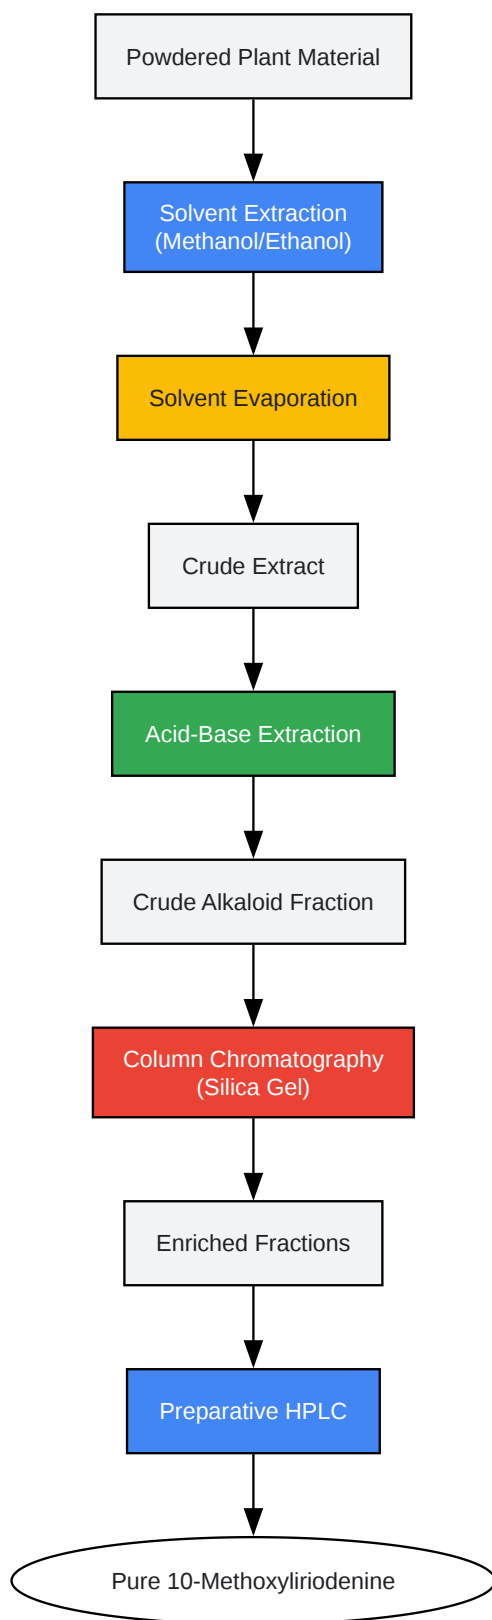 Powdered Plant Material
Solvent Extraction
(Methanol/Ethanol)
Solvent Evaporation
Crude Extract
Acid-Base Extraction
Crude Alkaloid Fraction
Column Chromatography
(Silica Gel)
Enriched Fractions
Preparative HPLC
Pure 10-Methoxyliriodenine